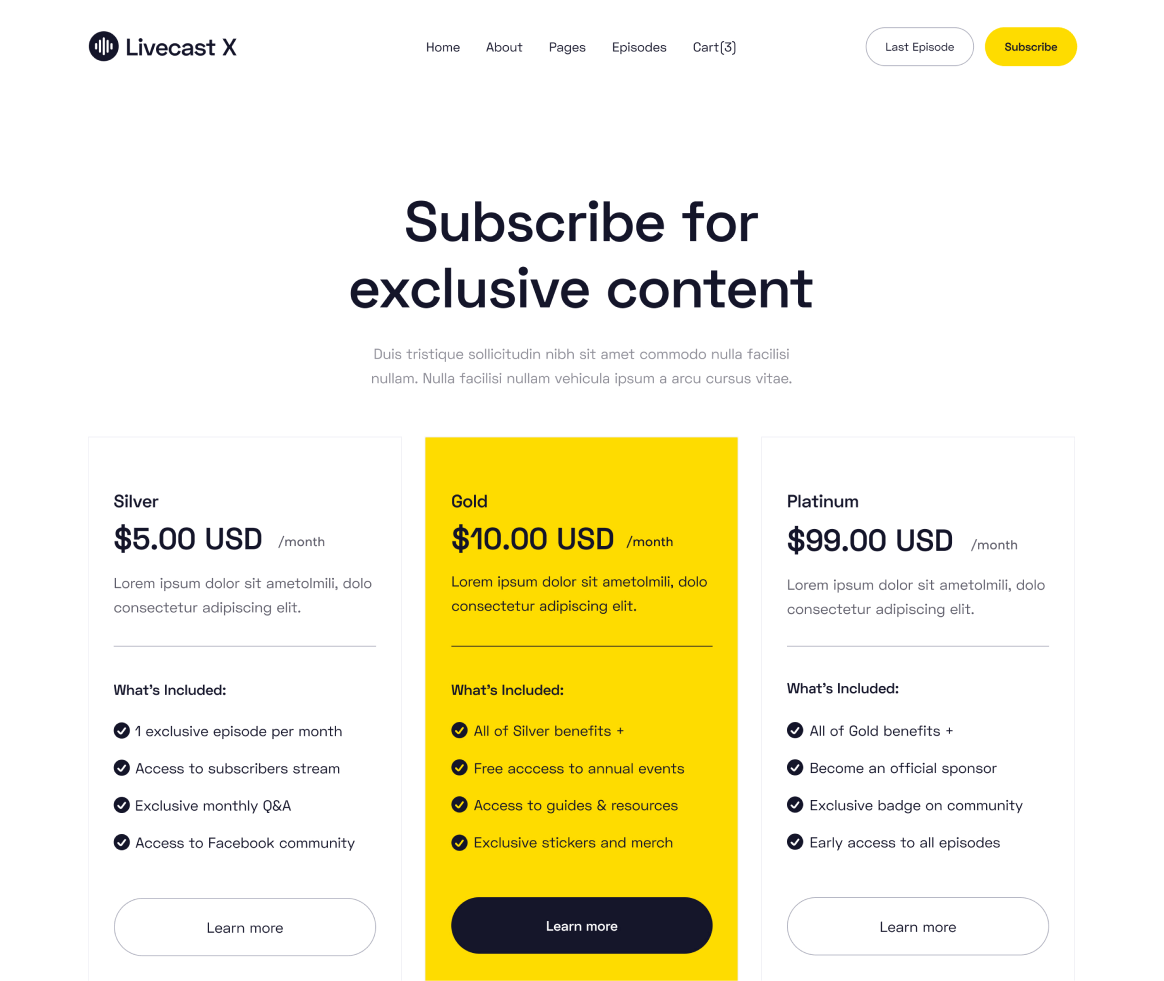 Livecast X
Home
About
Pages
Episodes
Cart(3)
Last Episode
Subscribe
Subscribe for
exclusive content
Duis tristique sollicitudin nibh sit amet commodo nulla facilisi
nullam. Nulla facilisi nullam vehicula ipsum a arcu cursus vitae.
Silver
$5.00 USD /month
Lorem ipsum dolor sit ametolmili, dolo
consectetur adipiscing elit.
What's Included:
1 exclusive episode per month
Access to subscribers stream
Exclusive monthly Q&A
Access to Facebook community
Learn more
Gold
$10.00 USD /month
Lorem ipsum dolor sit ametolmili, dolo
consectetur adipiscing elit.
What's Included:
All of Silver benefits +
Free acccess to annual events
Access to guides & resources
Exclusive stickers and merch
Learn more
Platinum
$99.00 USD /month
Lorem ipsum dolor sit ametolmili, dolo
consectetur adipiscing elit.
What's Included:
All of Gold benefits +
Become an official sponsor
Exclusive badge on community
Early access to all episodes
Learn more